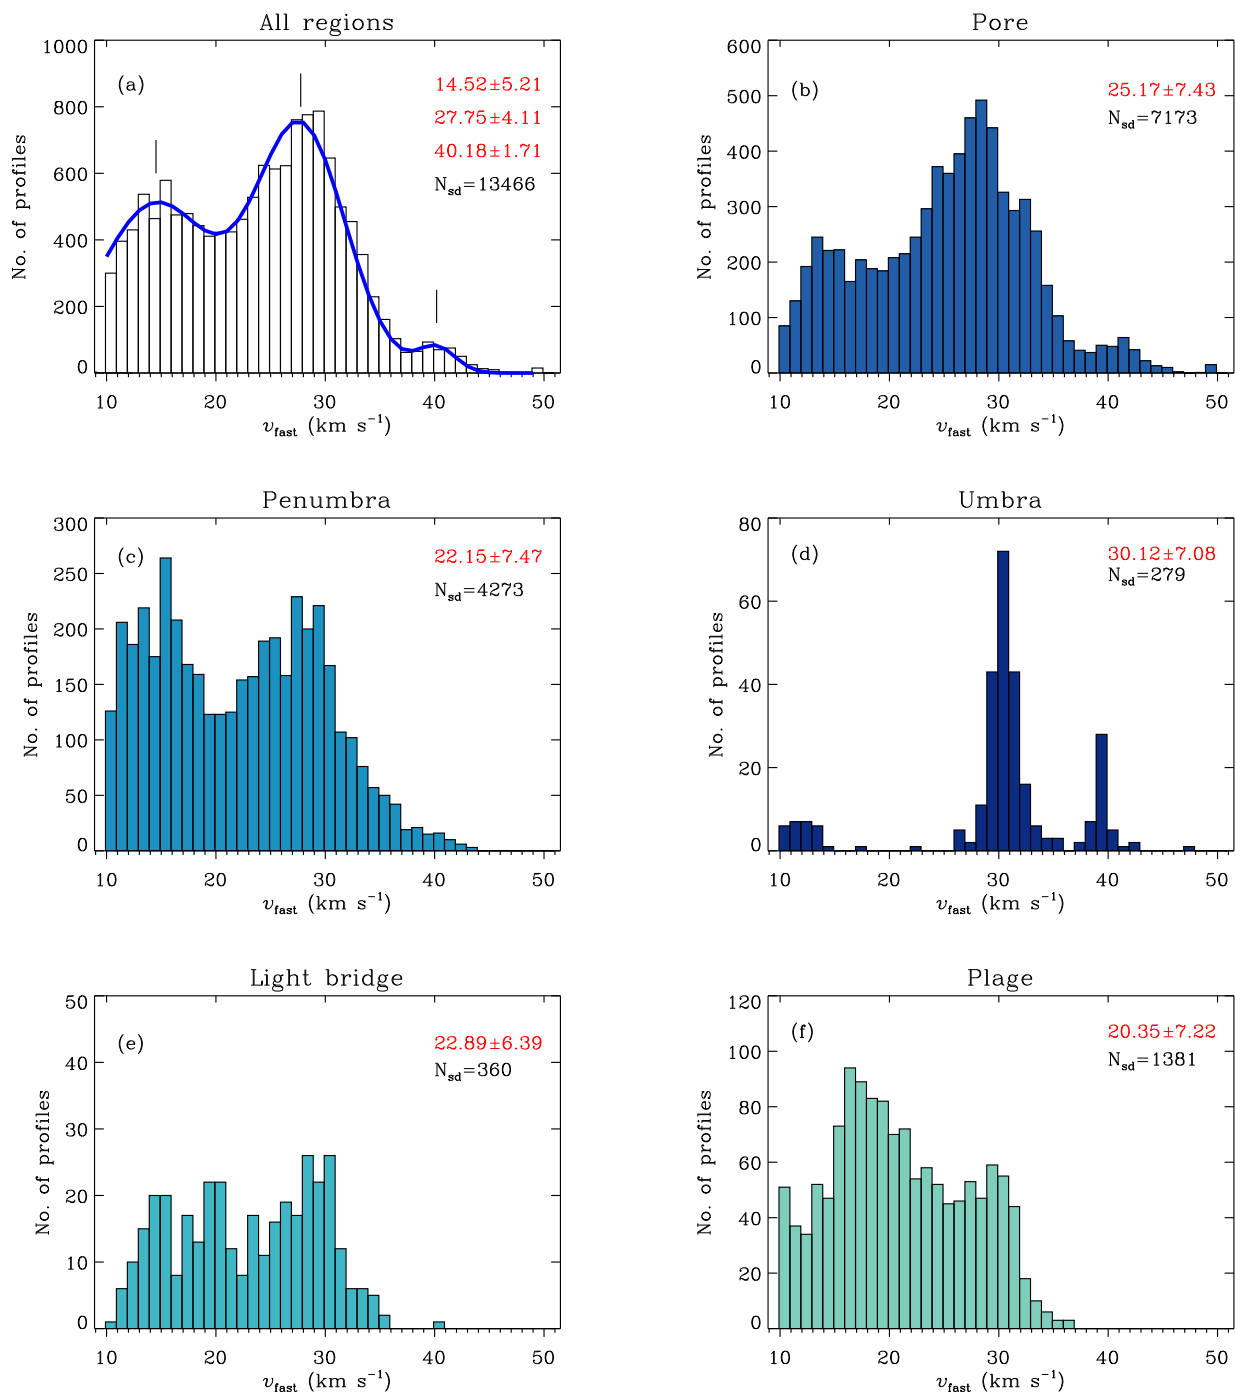 All regions
1000
800
600
400
200
0
No. of profiles
(a)
14.52±5.21
27.75±4.11
40.18±1.71
N_sd=13466
10 20 30 40 50
v_fast (km s⁻¹)
Pore
600
500
400
300
200
100
0
No. of profiles
(b)
25.17±7.43
N_sd=7173
10 20 30 40 50
v_fast (km s⁻¹)
Penumbra
300
250
200
150
100
50
0
No. of profiles
(c)
22.15±7.47
N_sd=4273
10 20 30 40 50
v_fast (km s⁻¹)
Umbra
80
60
40
20
0
No. of profiles
(d)
30.12±7.08
N_sd=279
10 20 30 40 50
v_fast (km s⁻¹)
Light bridge
50
40
30
20
10
0
No. of profiles
(e)
22.89±6.39
N_sd=360
10 20 30 40 50
v_fast (km s⁻¹)
Plage
120
100
80
60
40
20
0
No. of profiles
(f)
20.35±7.22
N_sd=1381
10 20 30 40 50
v_fast (km s⁻¹)